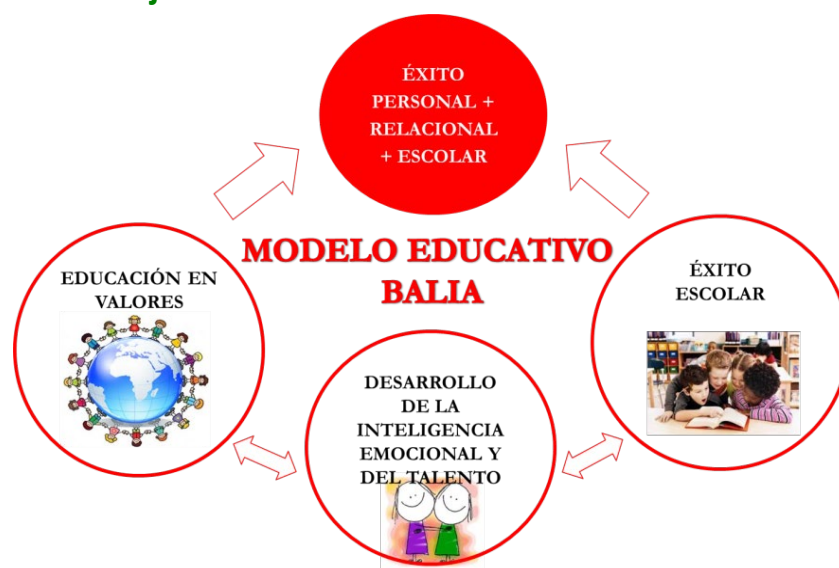 ÉXITO
PERSONAL +
RELACIONAL
+ ESCOLAR
MODELO EDUCATIVO
BALIA
EDUCACIÓN EN
VALORES
ÉXITO
ESCOLAR
DESARROLLO
DE LA
INTELIGENCIA
EMOCIONAL Y
DEL TALENTO